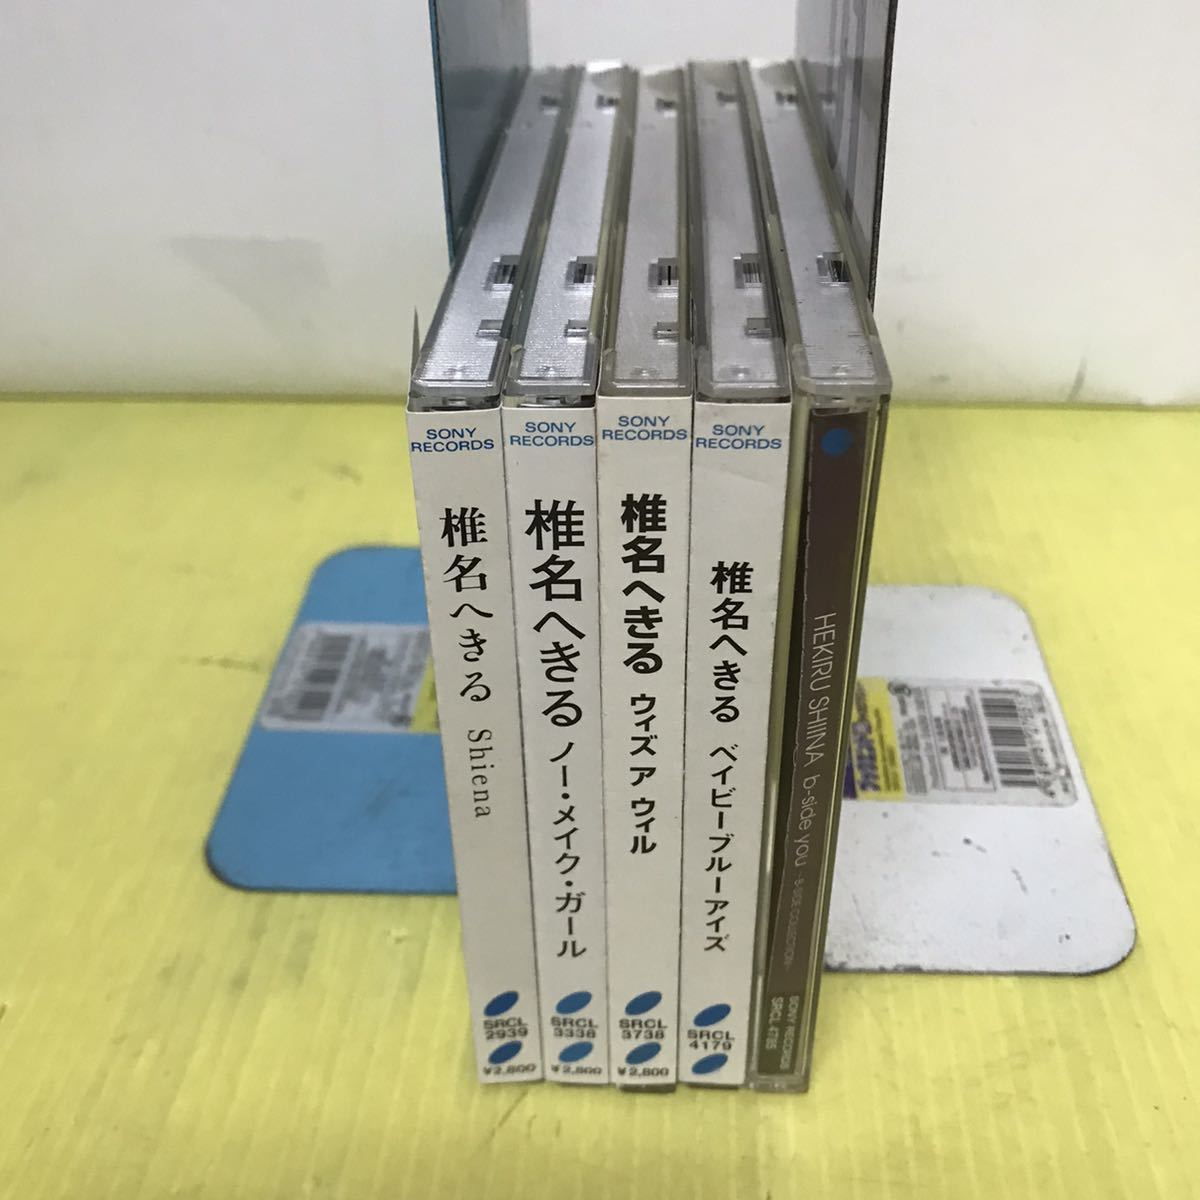 SONY
RECORDS
椎名へきる Shiena
SRCL
2939
¥2,800
SONY
RECORDS
椎名へきる ノー・メイク・ガール
SRCL
3338
¥2,800
SONY
RECORDS
椎名へきる ウィズ ア ウィル
SRCL
3738
¥2,800
SONY
RECORDS
椎名へきる ベイビーブルーアイズ
SRCL
4179
HEKIRU SHIINA b-side you ~B-SIDE COLLECTION~
SONY RECORDS
SRCL 4785